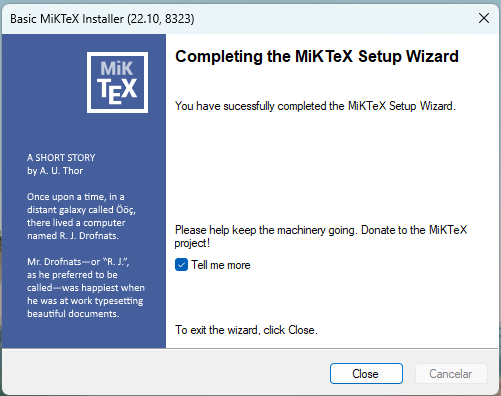 Basic MiKTeX Installer (22.10, 8323)
MiK
TEX
A SHORT STORY
by A. U. Thor
Once upon a time, in a
distant galaxy called Ööç,
there lived a computer
named R. J. Drofnats.
Mr. Drofnats—or “R. J.”,
as he preferred to be
called—was happiest when
he was at work typesetting
beautiful documents.
Completing the MiKTeX Setup Wizard
You have sucessfully completed the MiKTeX Setup Wizard.
Please help keep the machinery going. Donate to the MiKTeX
project!
Tell me more
To exit the wizard, click Close.
Close
Cancelar